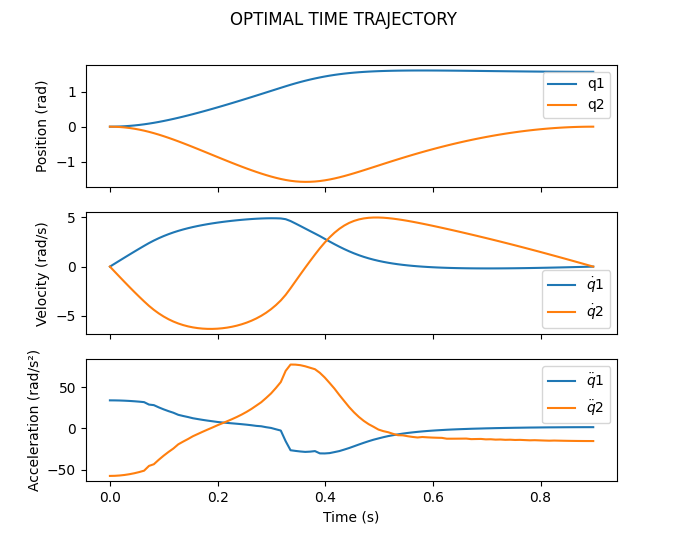 OPTIMAL TIME TRAJECTORY
Position (rad)
1
0
−1
q1
q2
Velocity (rad/s)
5
0
−5
q̇1
q̇2
Acceleration (rad/s²)
50
0
−50
q̈1
q̈2
0.0 0.2 0.4 0.6 0.8
Time (s)